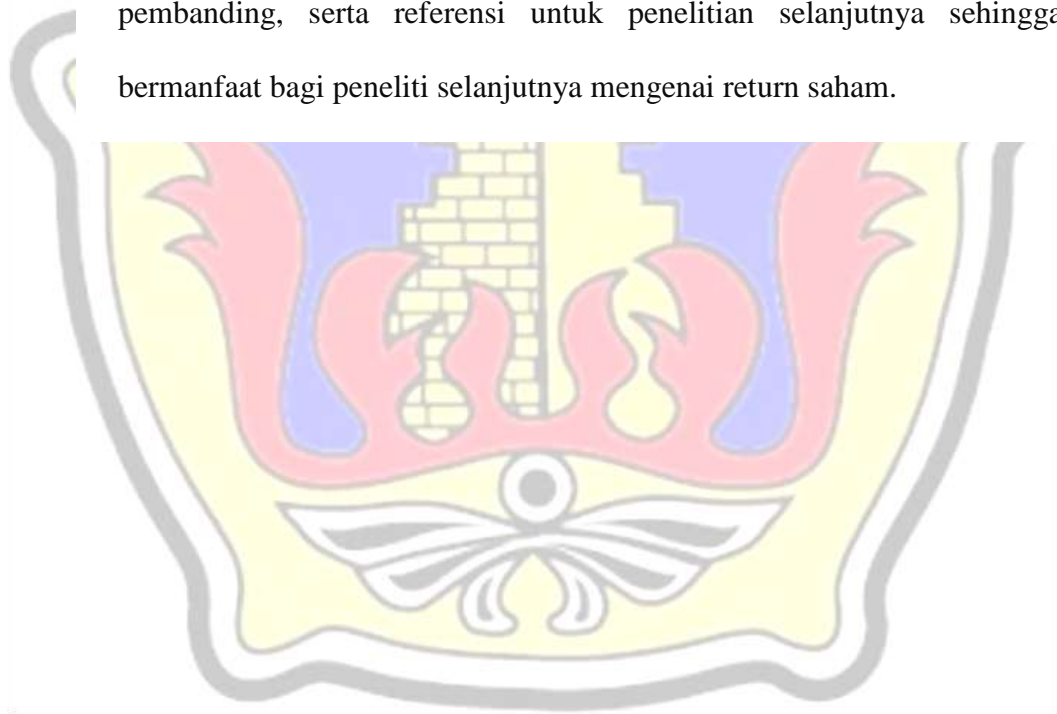 pembanding, serta referensi untuk penelitian selanjutnya sehingga
bermanfaat bagi peneliti selanjutnya mengenai return saham.